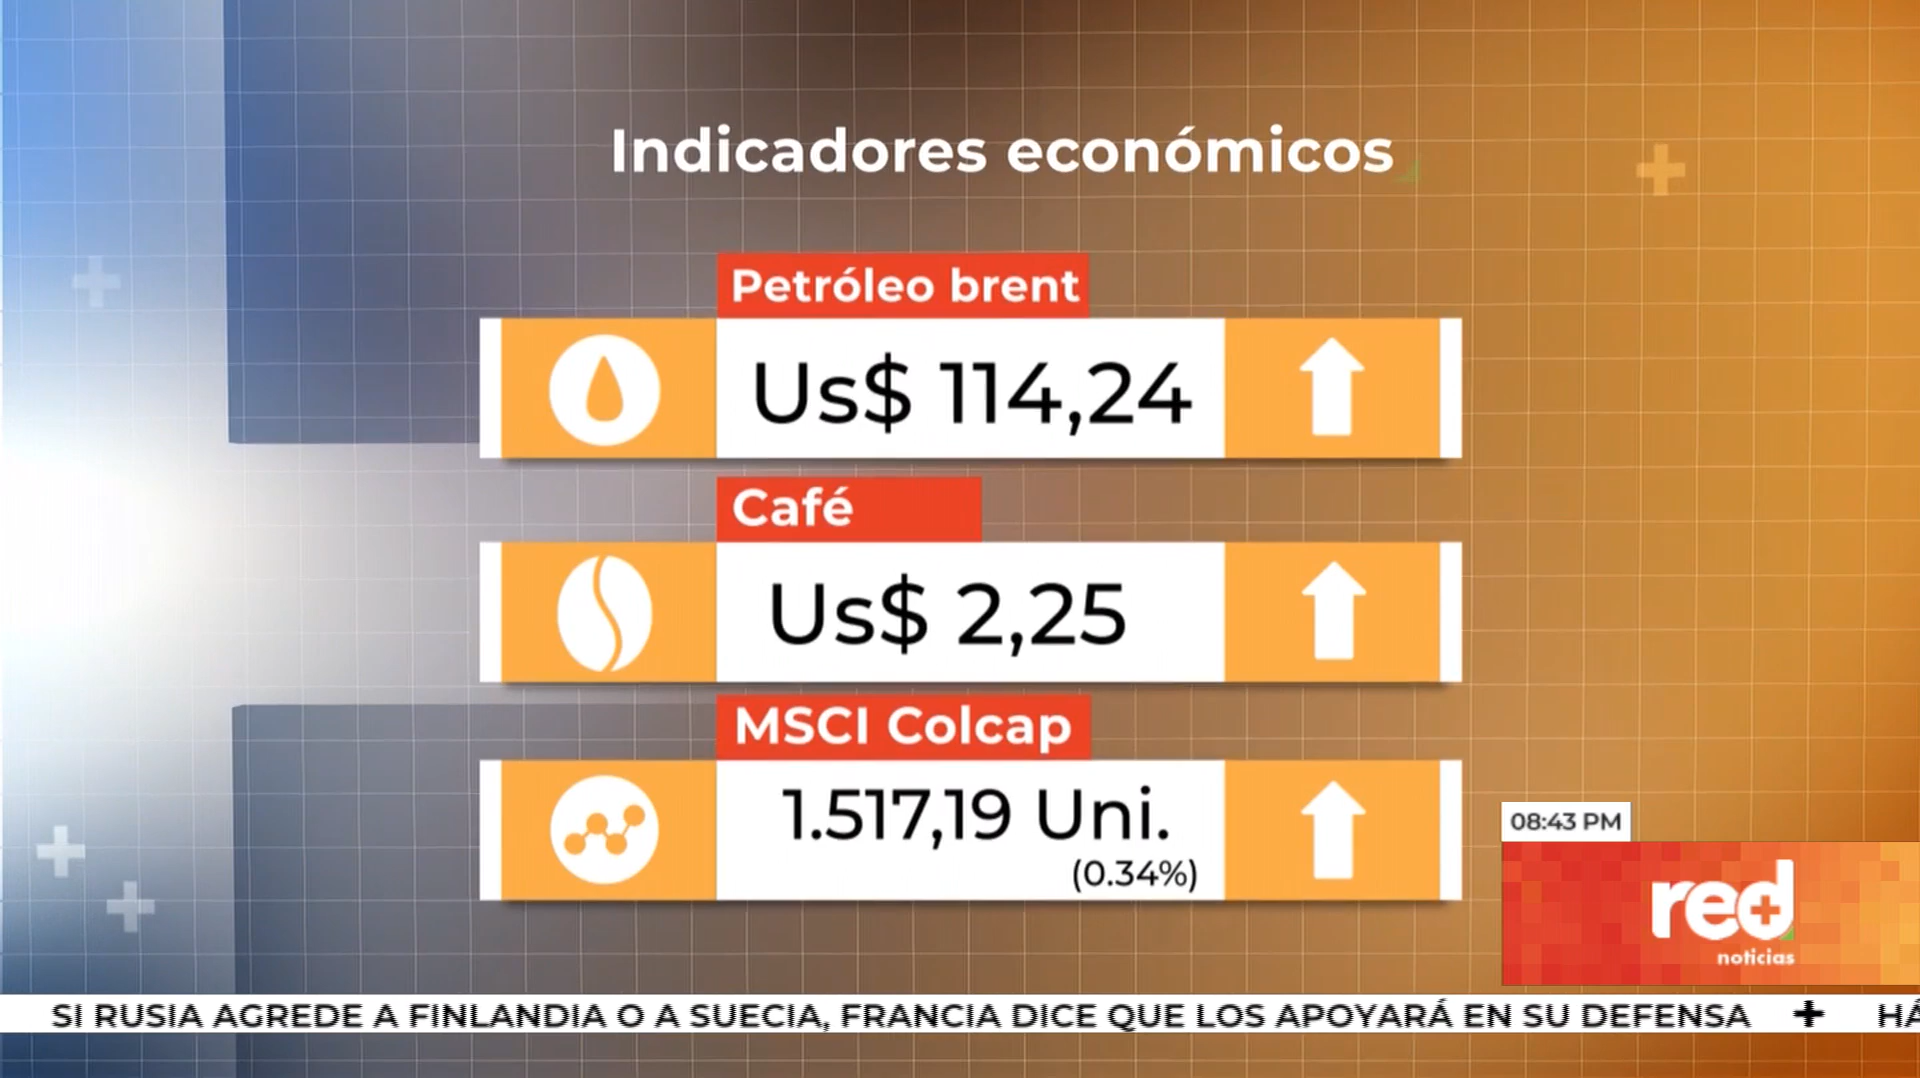 Indicadores económicos
Petróleo brent
Us$ 114,24
Café
Us$ 2,25
MSCI Colcap
1.517,19 Uni.
(0.34%)
08:43 PM
red
noticias
SI RUSIA AGREDE A FINLANDIA O A SUECIA, FRANCIA DICE QUE LOS APOYARÁ EN SU DEFENSA + HÁ